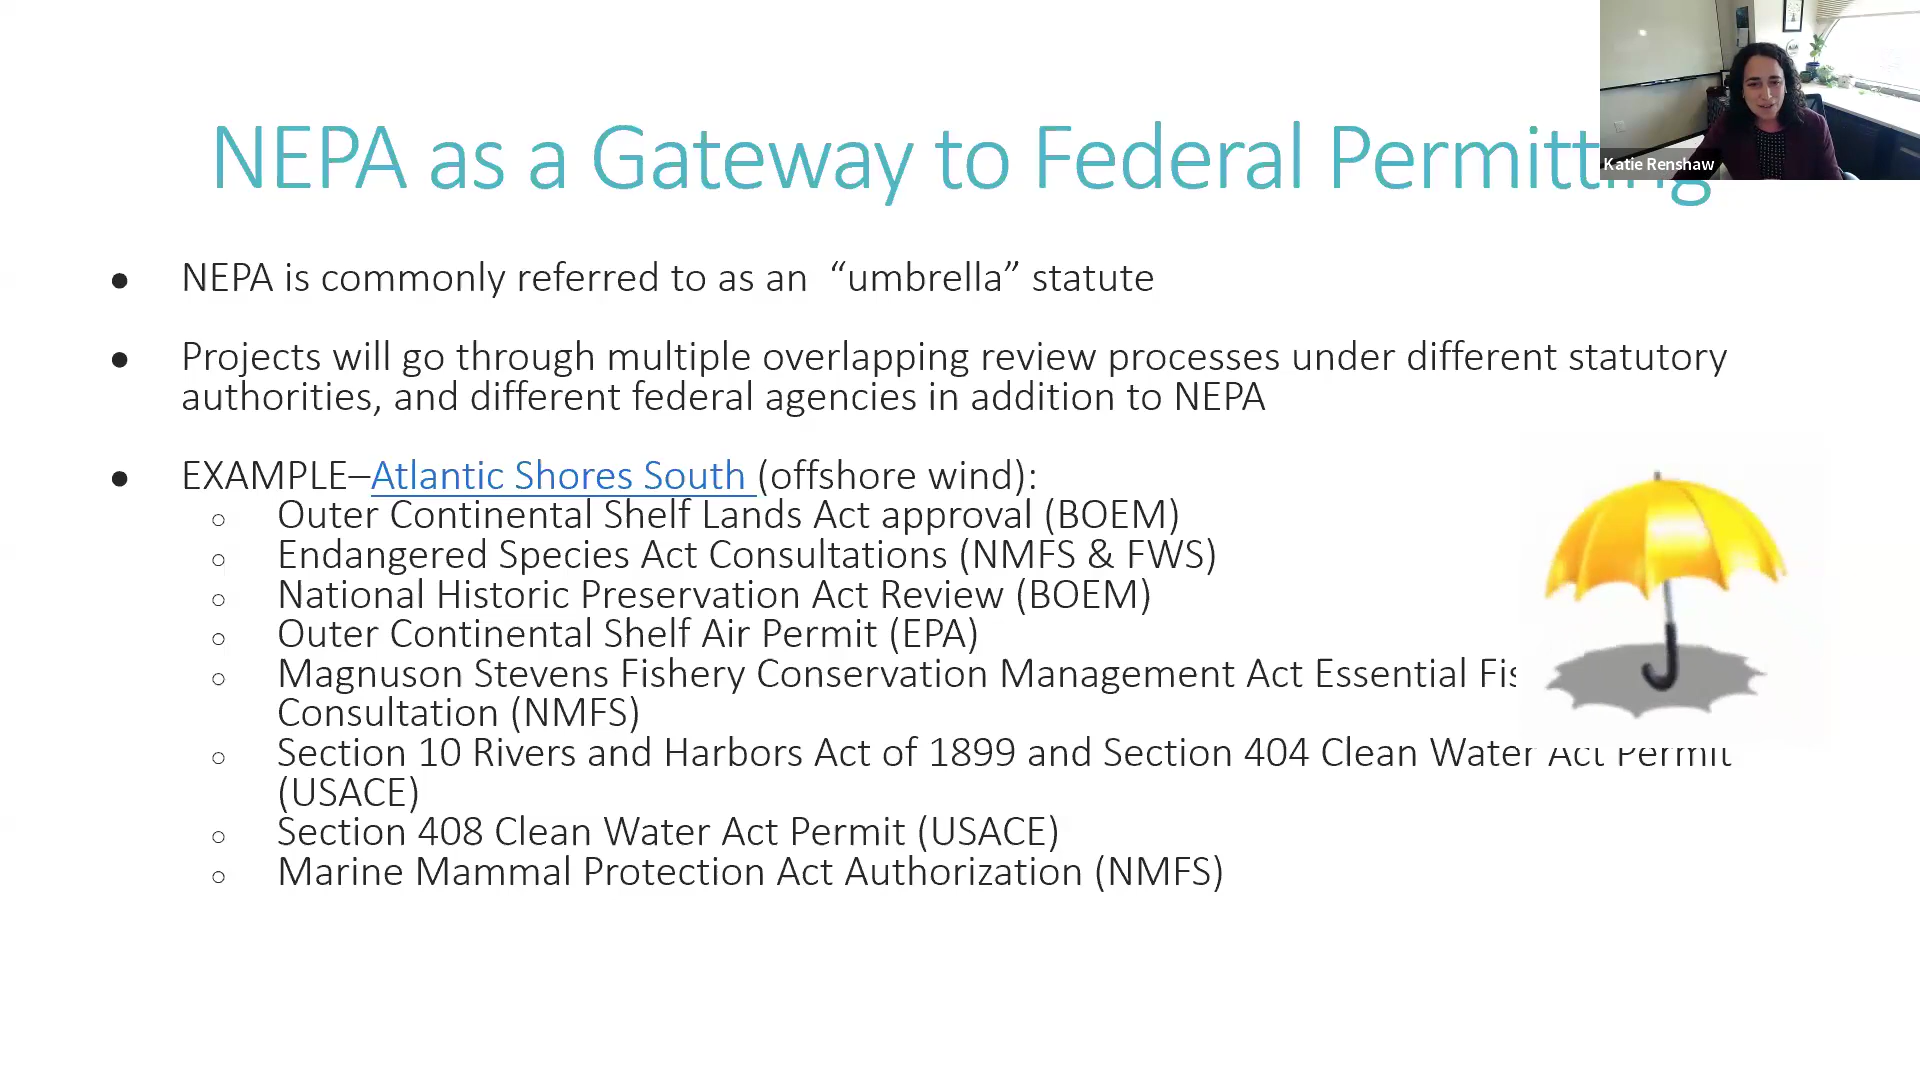 NEPA as a Gateway to Federal Permitting
Katie Renshaw
● NEPA is commonly referred to as an “umbrella” statute
● Projects will go through multiple overlapping review processes under different statutory
authorities, and different federal agencies in addition to NEPA
● EXAMPLE–Atlantic Shores South (offshore wind):
○ Outer Continental Shelf Lands Act approval (BOEM)
○ Endangered Species Act Consultations (NMFS & FWS)
○ National Historic Preservation Act Review (BOEM)
○ Outer Continental Shelf Air Permit (EPA)
○ Magnuson Stevens Fishery Conservation Management Act Essential
Consultation (NMFS)
○ Section 10 Rivers and Harbors Act of 1899 and Section 404 Clean Water Act Permit
(USACE)
○ Section 408 Clean Water Act Permit (USACE)
○ Marine Mammal Protection Act Authorization (NMFS)